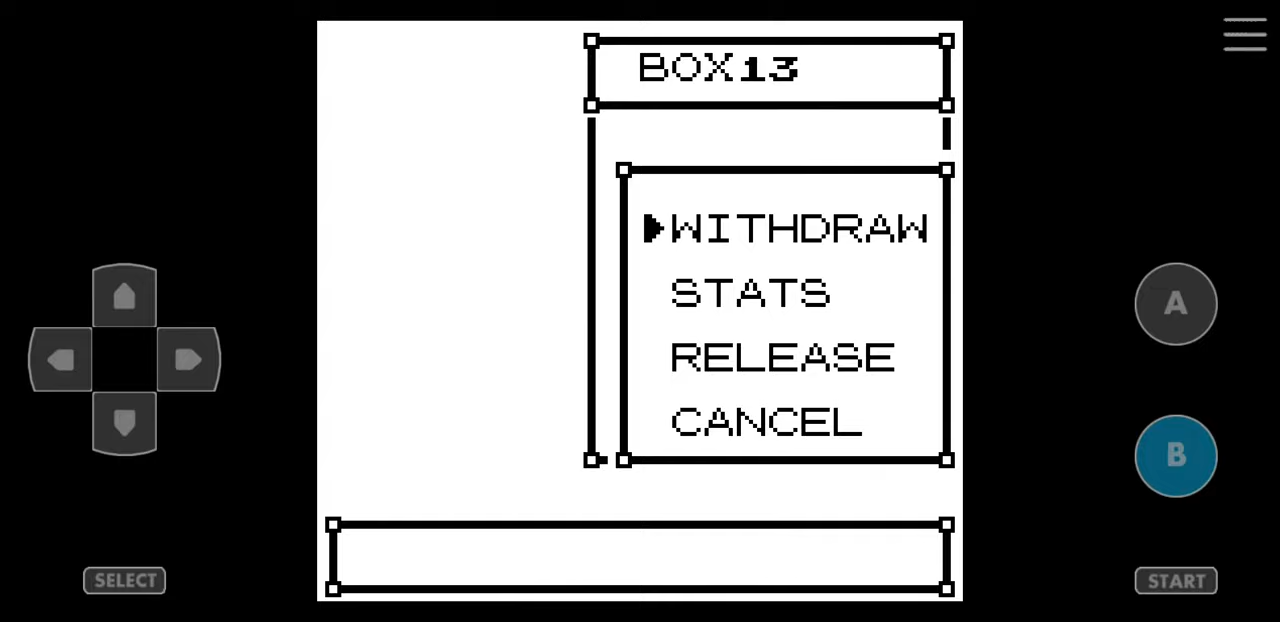 BOX13
WITHDRAW
STATS
RELEASE
CANCEL
A
B
SELECT
START